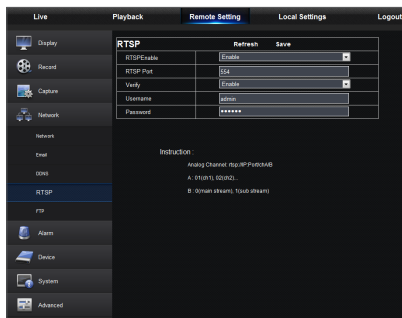 Live Playback Remote Setting Local Settings Logout
Display
Record
Capture
Network
Network
Email
DDNS
RTSP
FTP
Alarm
Device
System
Advanced
RTSP Refresh Save
RTSPEnable Enable
RTSP Port 554
Verify Enable
Username admin
Password ••••••
Instruction :
Analog Channel: rtsp://IP:Port/chA/B
A : 01(ch1), 02(ch2)...
B : 0(main stream), 1(sub stream)